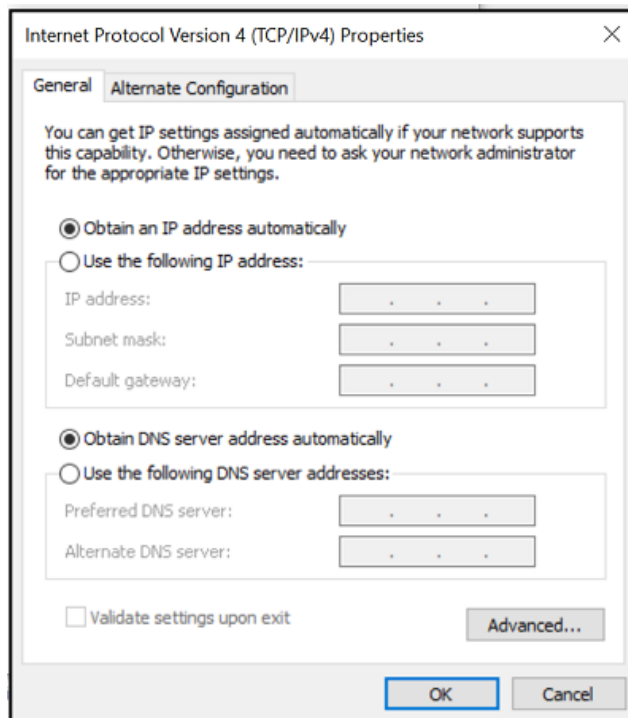 Internet Protocol Version 4 (TCP/IPv4) Properties
General
Alternate Configuration
You can get IP settings assigned automatically if your network supports
this capability. Otherwise, you need to ask your network administrator
for the appropriate IP settings.
Obtain an IP address automatically
Use the following IP address:
IP address:
Subnet mask:
Default gateway:
Obtain DNS server address automatically
Use the following DNS server addresses:
Preferred DNS server:
Alternate DNS server:
Validate settings upon exit
Advanced...
OK
Cancel